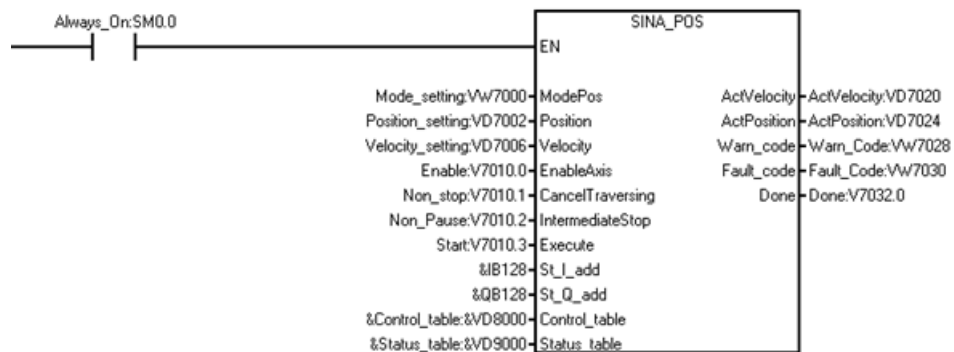 Always_On:SM0.0
SINA_POS
EN
Mode_setting:VW7000 ModePos ActVelocity ActVelocity:VD7020
Position_setting:VD7002 Position ActPosition ActPosition:VD7024
Velocity_setting:VD7006 Velocity Warn_code Warn_Code:VW7028
Enable:V7010.0 EnableAxis Fault_code Fault_Code:VW7030
Non_stop:V7010.1 CancelTraversing Done Done:V7032.0
Non_Pause:V7010.2 IntermediateStop
Start:V7010.3 Execute
&IB128 St_I_add
&QB128 St_Q_add
&Control_table:&VD8000 Control_table
&Status_table:&VD9000 Status_table